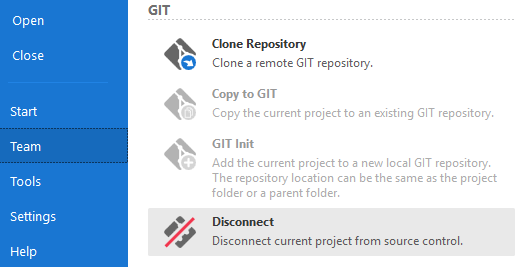 Open
Close
Start
Team
Tools
Settings
Help
GIT
Clone Repository
Clone a remote GIT repository.
Copy to GIT
Copy the current project to an existing GIT repository.
GIT Init
Add the current project to a new local GIT repository.
The repository location can be the same as the project
folder or a parent folder.
Disconnect
Disconnect current project from source control.